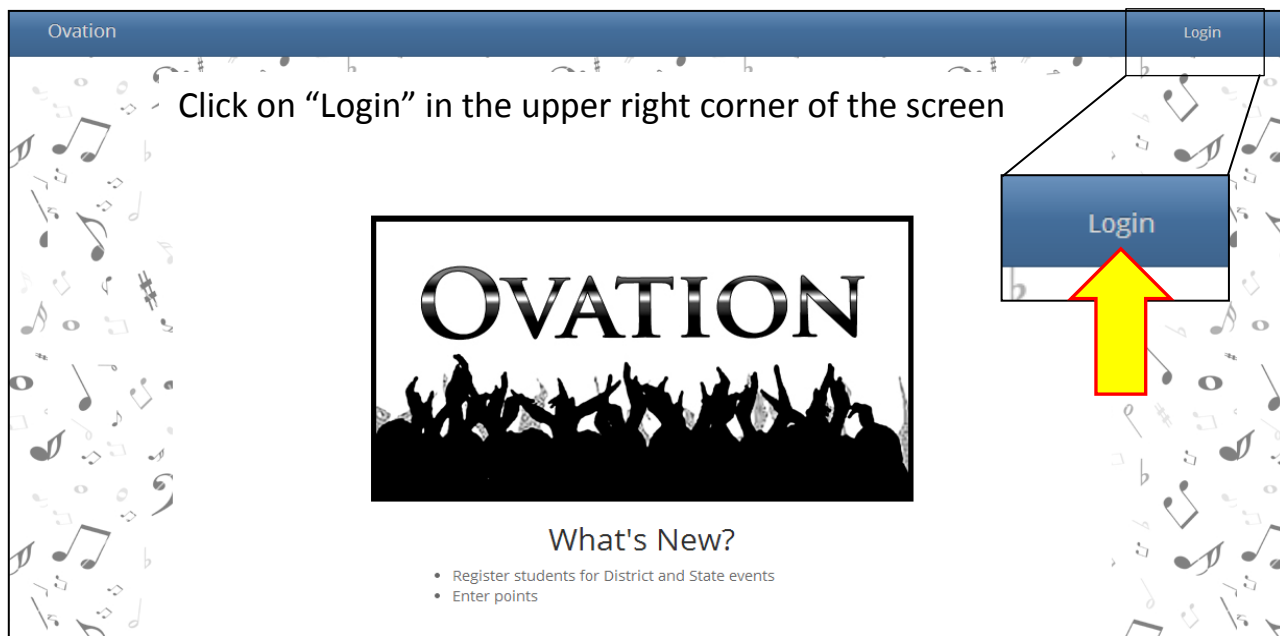 Ovation
Login
Click on “Login” in the upper right corner of the screen
Login
OVATION
What's New?
• Register students for District and State events
• Enter points